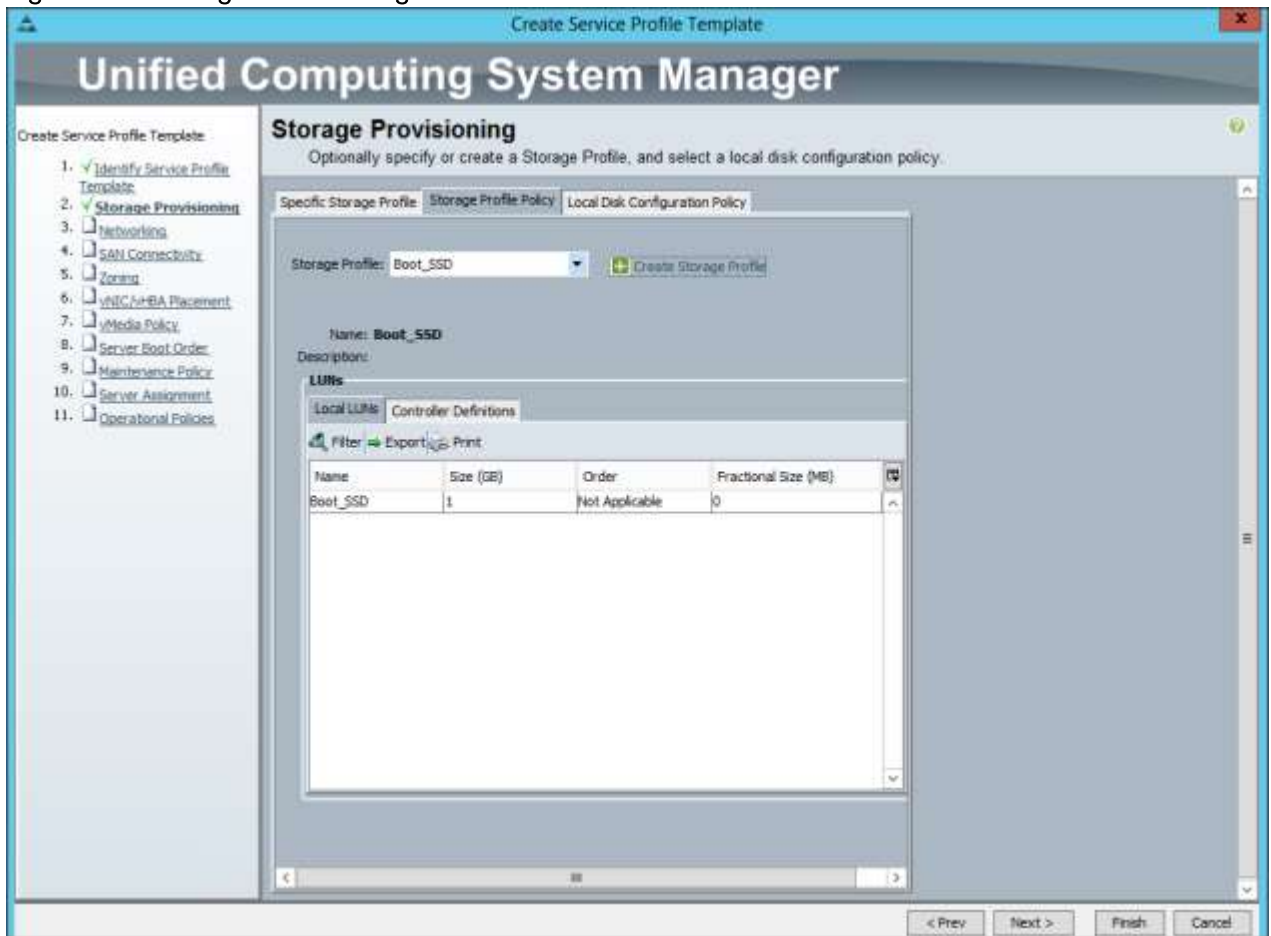 Create Service Profile Template
X
Unified Computing System Manager
Create Service Profile Template
1. Identify Service Profile
Template
2. Storage Provisioning
3. Networking
4. SAN Connectivity
5. Zoning
6. vNIC/vHBA Placement
7. vMedia Policy
8. Server Boot Order
9. Maintenance Policy
10. Server Assignment
11. Operational Policies
Storage Provisioning
Optionally specify or create a Storage Profile, and select a local disk configuration policy.
Specific Storage Profile Storage Profile Policy Local Disk Configuration Policy
Storage Profile: Boot_SSD Create Storage Profile
Name: Boot_SSD
Description:
LUNs
Local LUNs Controller Definitions
Filter Export Print
Name Size (GB) Order Fractional Size (MB)
Boot_SSD 1 Not Applicable 0
< Prev Next > Finish Cancel